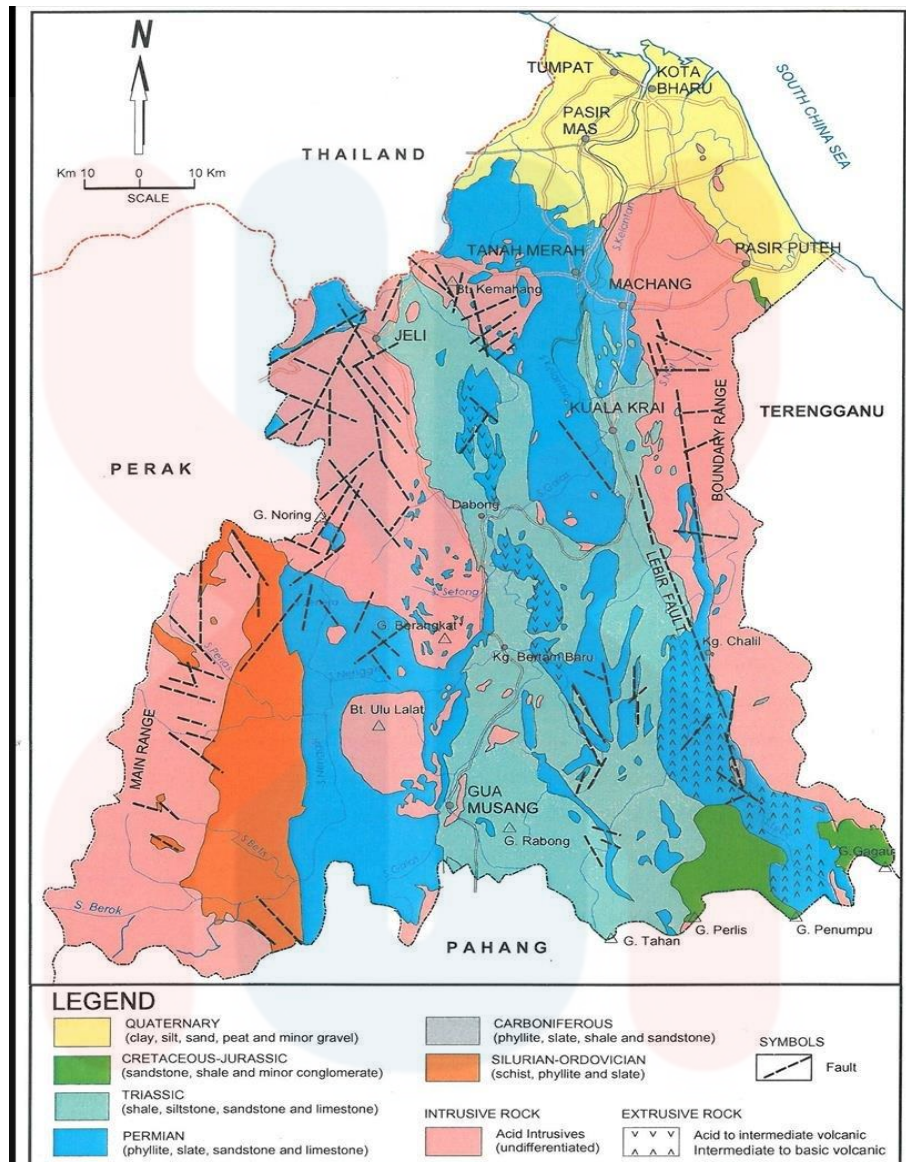 N
Km 10 0 10 Km
SCALE
THAILAND
TUMPAT
KOTA
BHARU
PASIR
MAS
SOUTH CHINA SEA
S.Kelantan
TANAH MERAH
PASIR PUTEH
MACHANG
Bt. Kemahang
JELI
KUALA KRAI
TERENGGANU
BOUNDARY RANGE
PERAK
G. Noring
Dabong
S.Galas
LEBIR FAULT
G. Berangkat
Kg. Chalil
Kg. Bertam Baru
Bt. Ulu Lalat
MAIN RANGE
GUA
MUSANG
G. Rabong
G. Gagau
S. Berok
PAHANG
G. Tahan
G. Perlis
G. Penumpu
LEGEND
QUATERNARY
(clay, silt, sand, peat and minor gravel)
CRETACEOUS-JURASSIC
(sandstone, shale and minor conglomerate)
TRIASSIC
(shale, siltstone, sandstone and limestone)
PERMIAN
(phyllite, slate, sandstone and limestone)
CARBONIFEROUS
(phyllite, slate, shale and sandstone)
SILURIAN-ORDOVICIAN
(schist, phyllite and slate)
INTRUSIVE ROCK
Acid Intrusives
(undifferentiated)
SYMBOLS
Fault
EXTRUSIVE ROCK
Acid to intermediate volcanic
Intermediate to basic volcanic